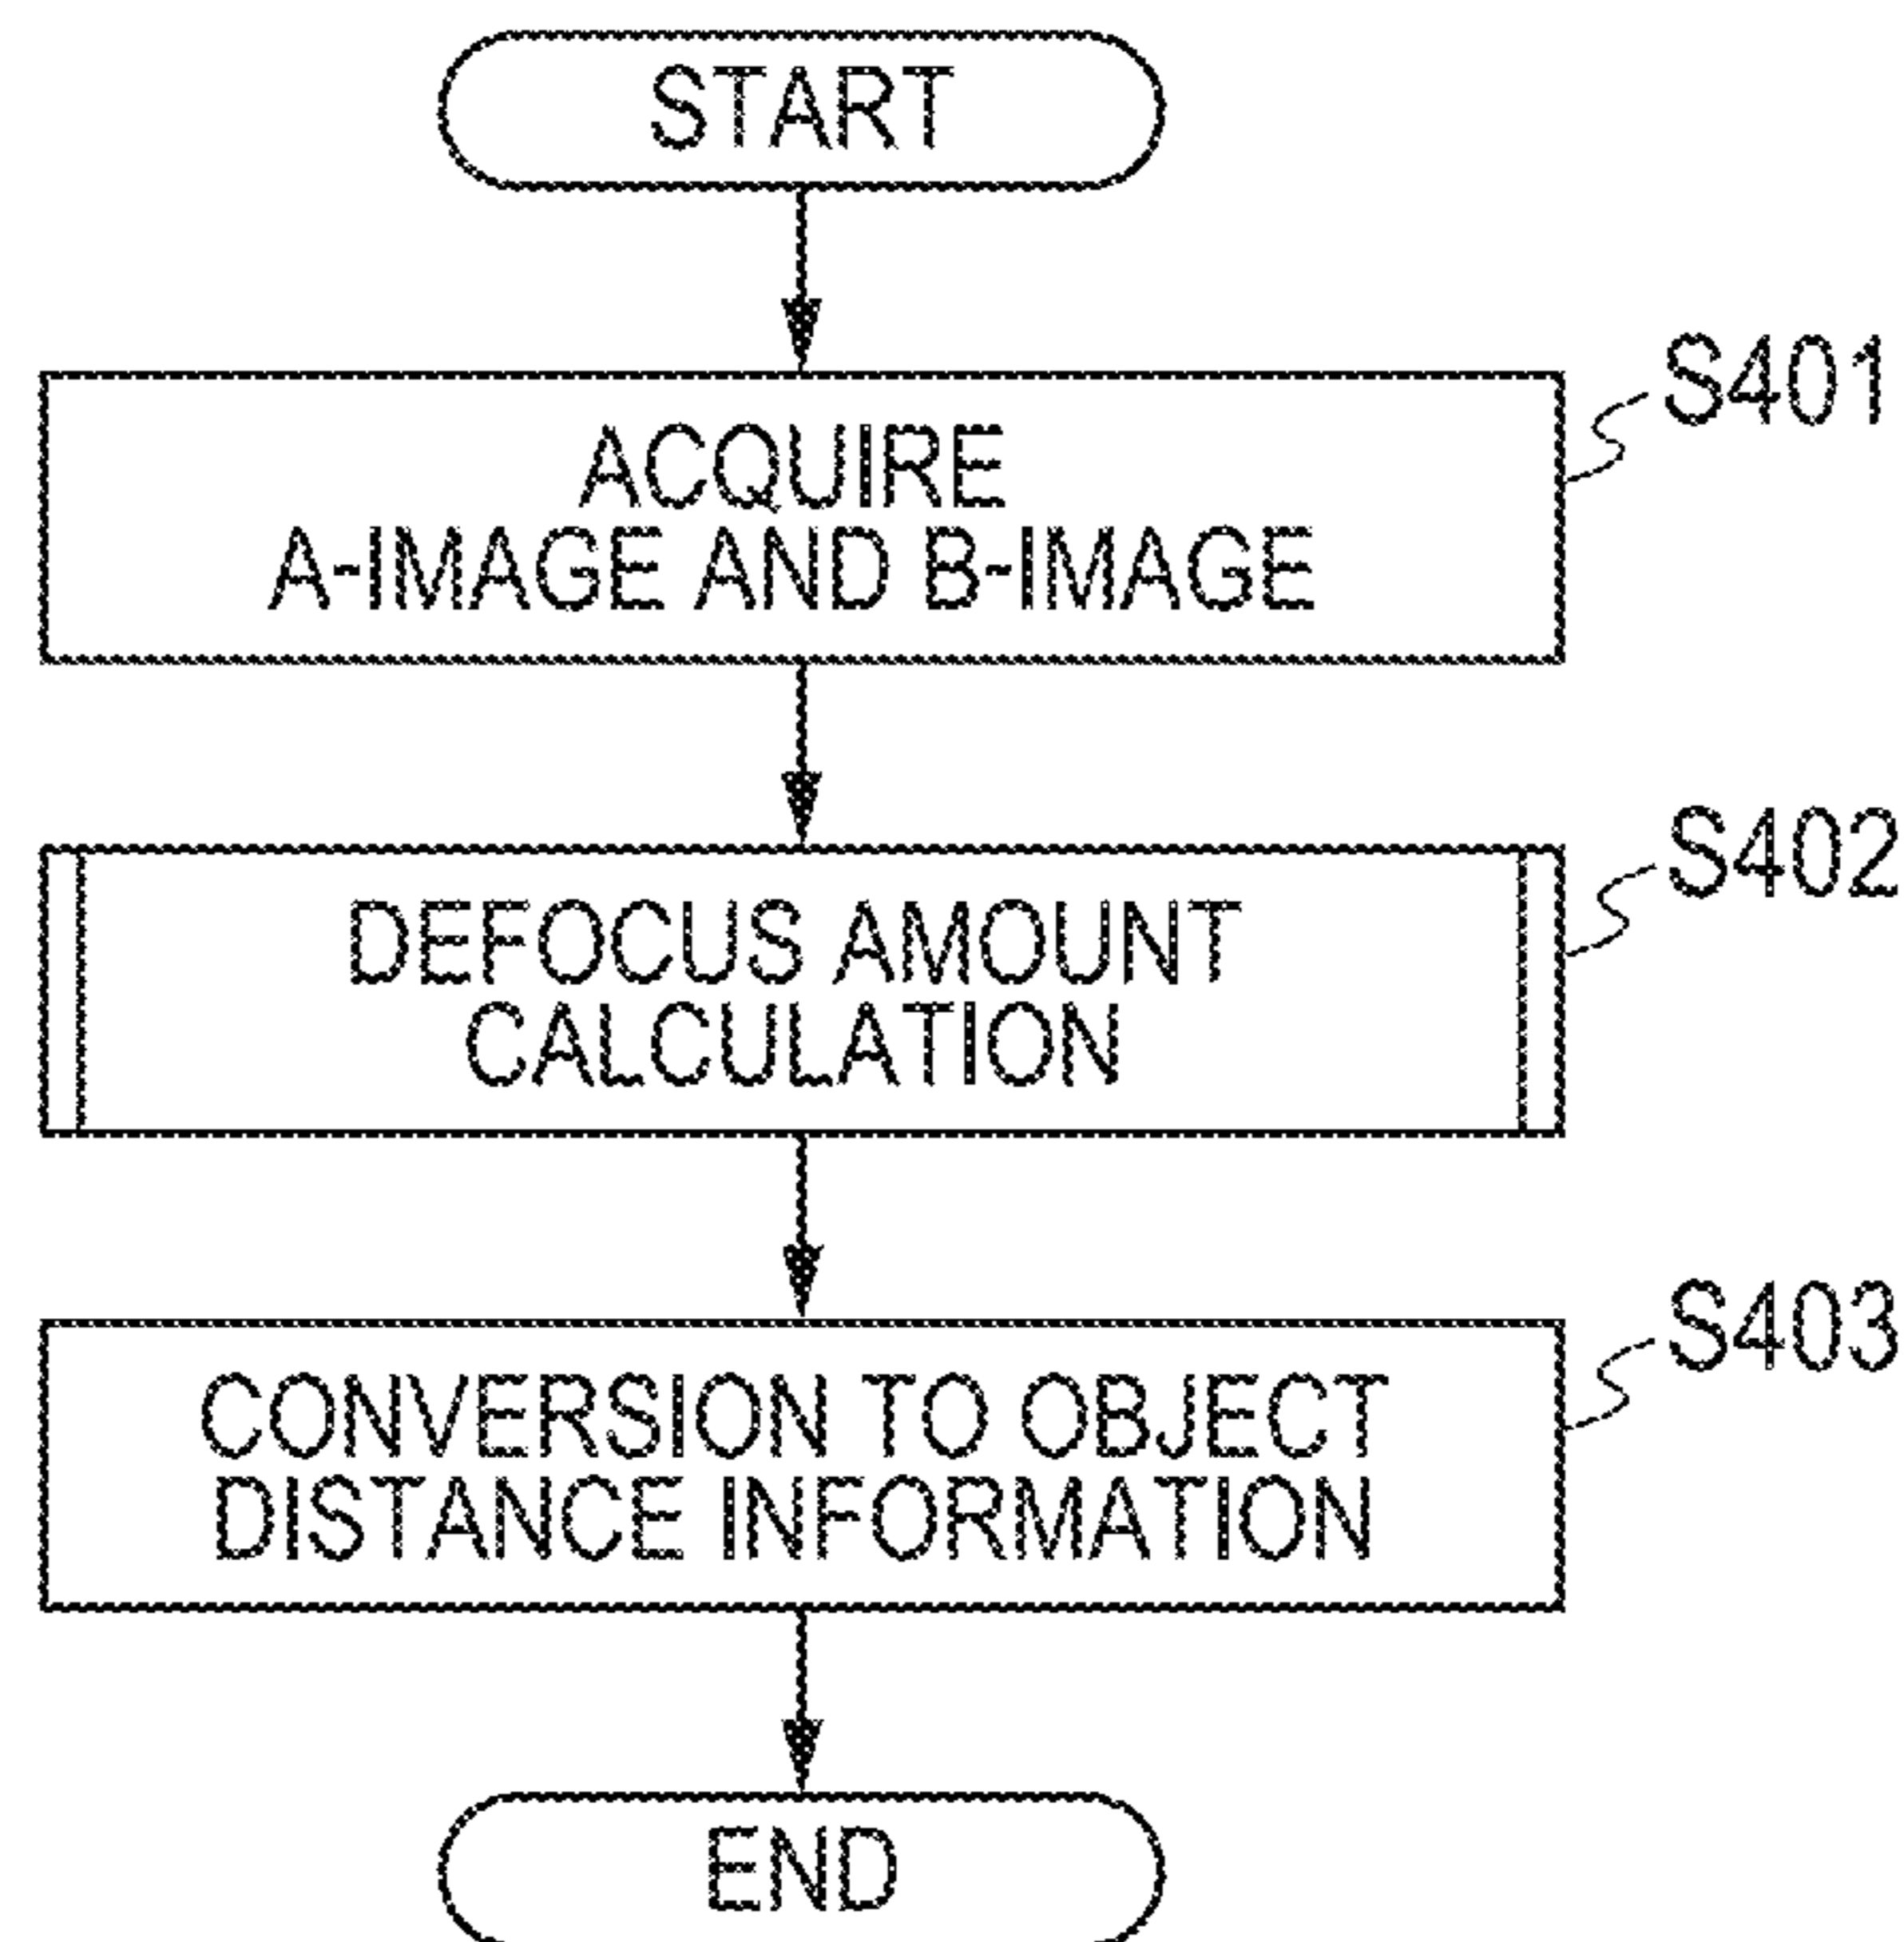 START
S401
ACQUIRE
A-IMAGE AND B-IMAGE
S402
DEFOCUS AMOUNT
CALCULATION
S403
CONVERSION TO OBJECT
DISTANCE INFORMATION
END